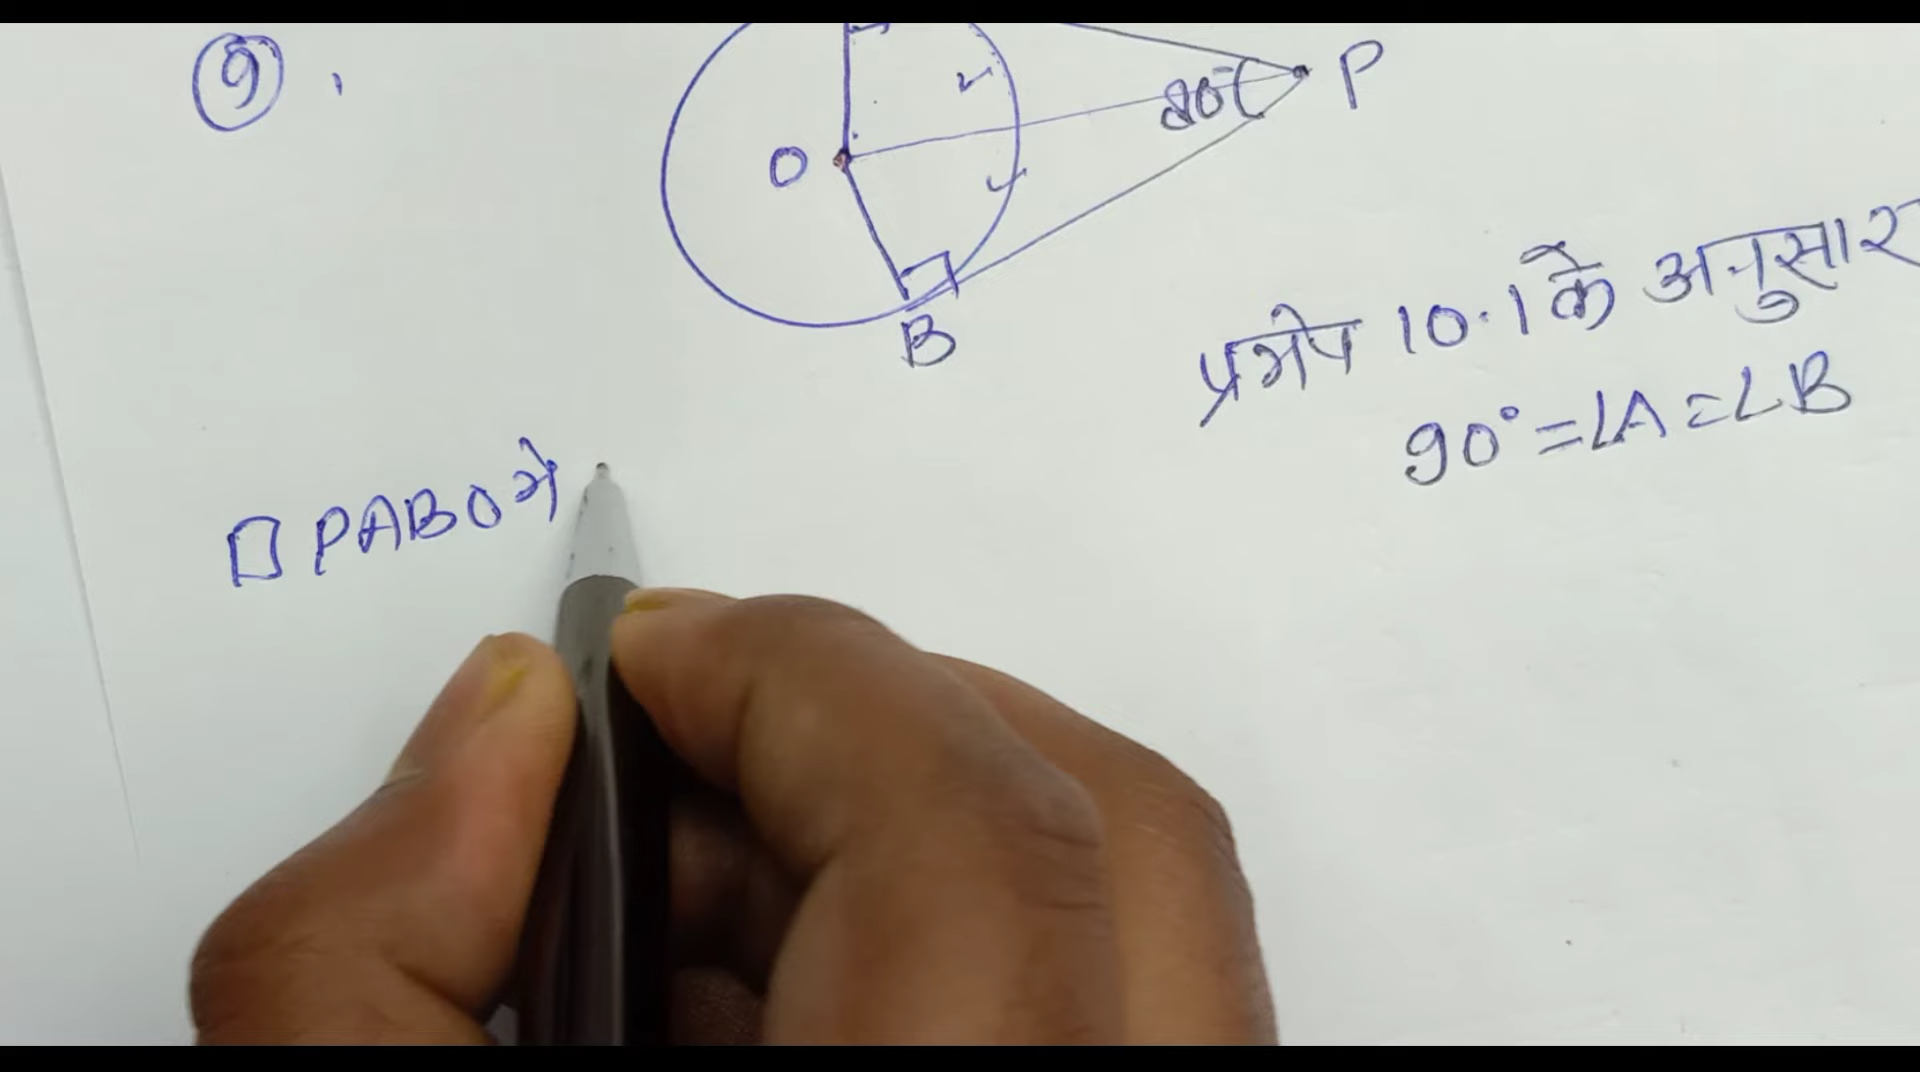 9.
P
80°
O
B
प्रमेय 10.1 के अनुसार
90° = ∠A = ∠B
□ PABO मे